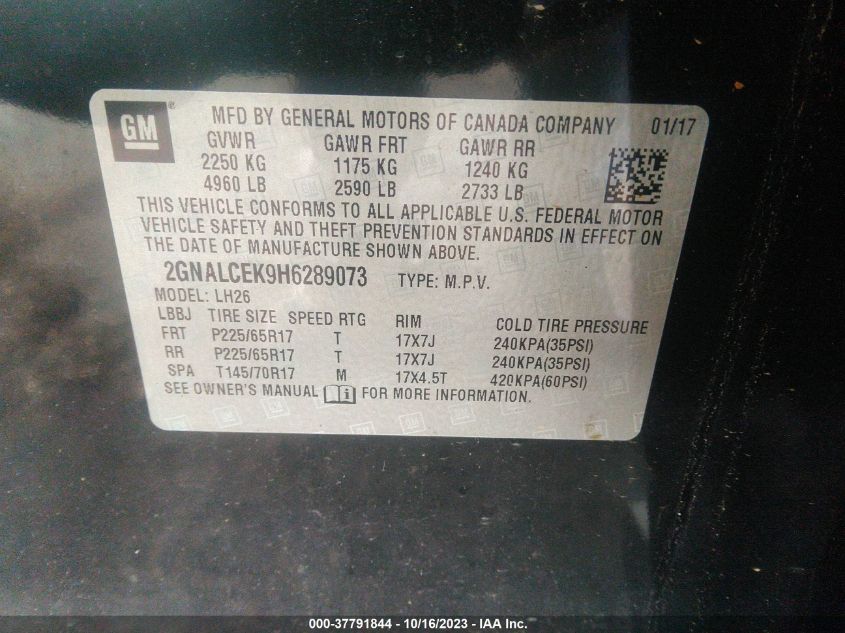 GM ® MFD BY GENERAL MOTORS OF CANADA COMPANY 01/17
GVWR GAWR FRT GAWR RR
2250 KG 1175 KG 1240 KG
4960 LB 2590 LB 2733 LB
THIS VEHICLE CONFORMS TO ALL APPLICABLE U.S. FEDERAL MOTOR
VEHICLE SAFETY AND THEFT PREVENTION STANDARDS IN EFFECT ON
THE DATE OF MANUFACTURE SHOWN ABOVE.
2GNALCEK9H6289073 TYPE: M.P.V.
MODEL: LH26
LBBJ TIRE SIZE SPEED RTG RIM COLD TIRE PRESSURE
FRT P225/65R17 T 17X7J 240KPA(35PSI)
RR P225/65R17 T 17X7J 240KPA(35PSI)
SPA T145/70R17 M 17X4.5T 420KPA(60PSI)
SEE OWNER'S MANUAL FOR MORE INFORMATION.
000-37791844 - 10/16/2023 - IAA Inc.